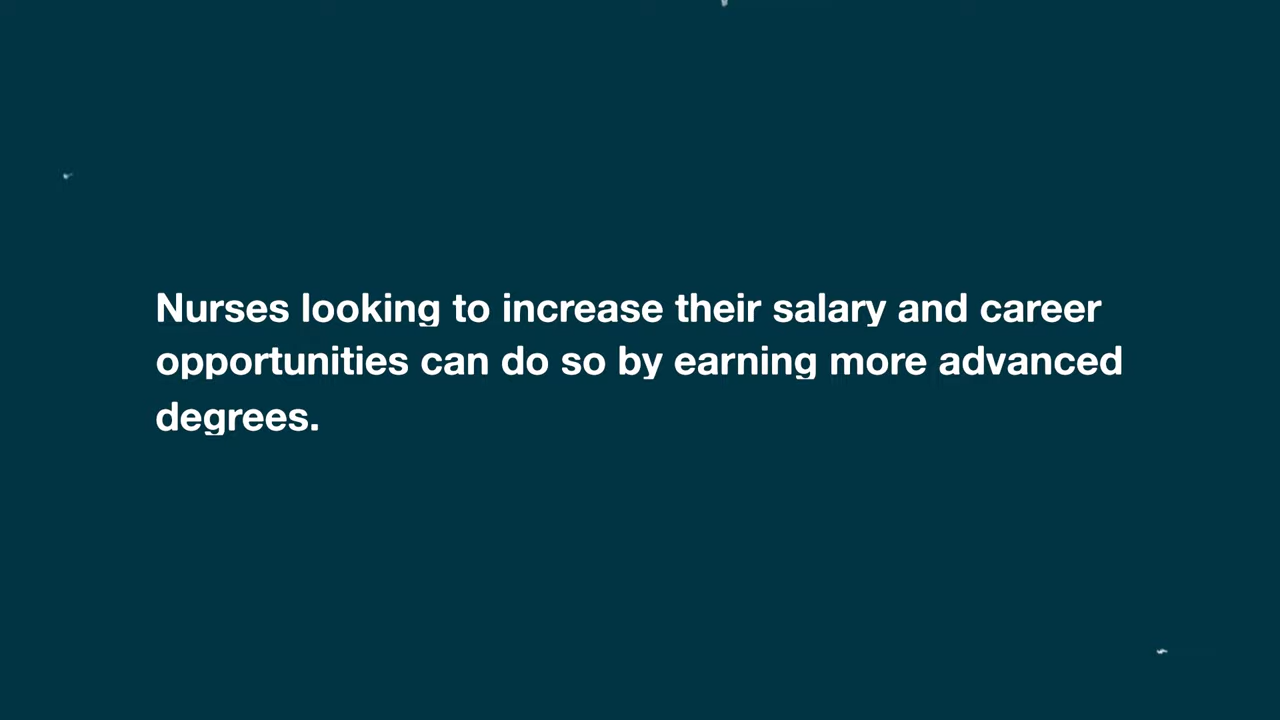 Nurses looking to increase their salary and career
opportunities can do so by earning more advanced
degrees.